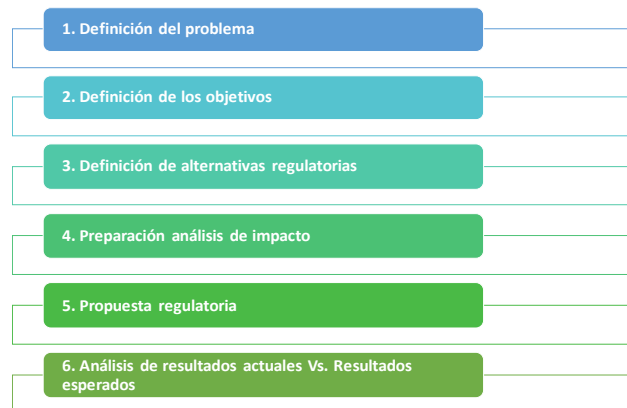 1. Definición del problema
2. Definición de los objetivos
3. Definición de alternativas regulatorias
4. Preparación análisis de impacto
5. Propuesta regulatoria
6. Análisis de resultados actuales Vs. Resultados
esperados